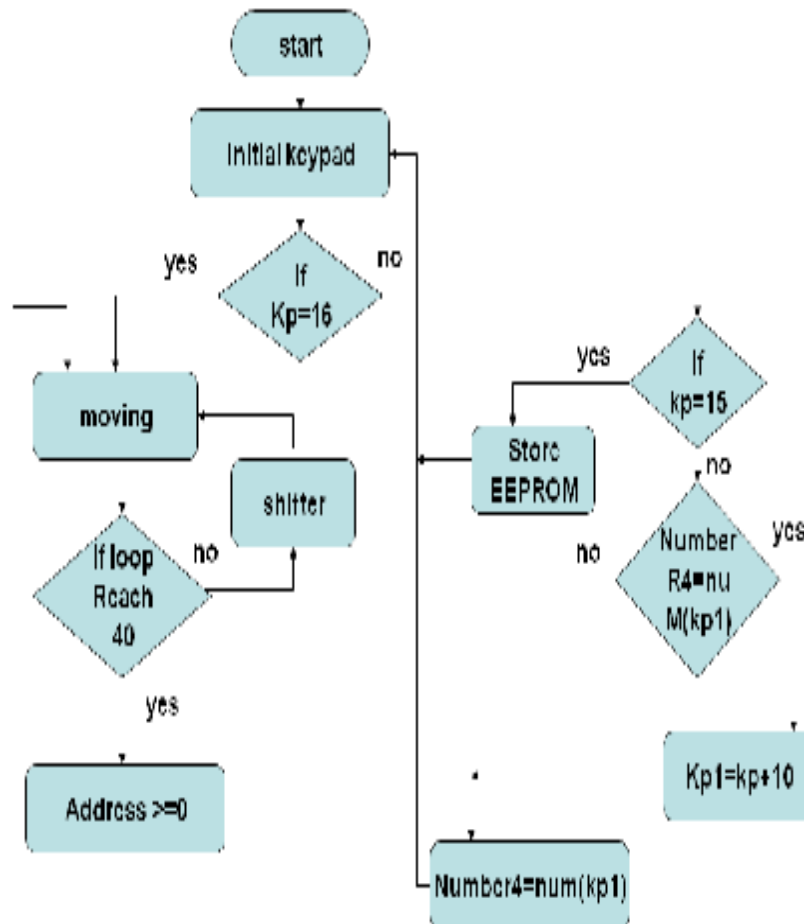 start
Initial keypad
yes
no
If
Kp=16
yes
If
kp=15
moving
Store
EEPROM
no
shifter
no
If loop
Reach
40
no
Number
R4=nu
M(kp1)
yes
yes
Kp1=kp+10
Address >=0
Number4=num(kp1)